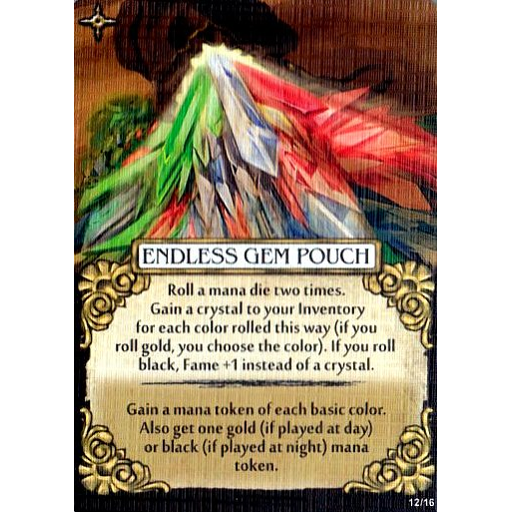 ENDLESS GEM POUCH
Roll a mana die two times.
Gain a crystal to your Inventory
for each color rolled this way (if you
roll gold, you choose the color). If you roll
black, Fame +1 instead of a crystal.
Gain a mana token of each basic color.
Also get one gold (if played at day)
or black (if played at night) mana
token.
12/16